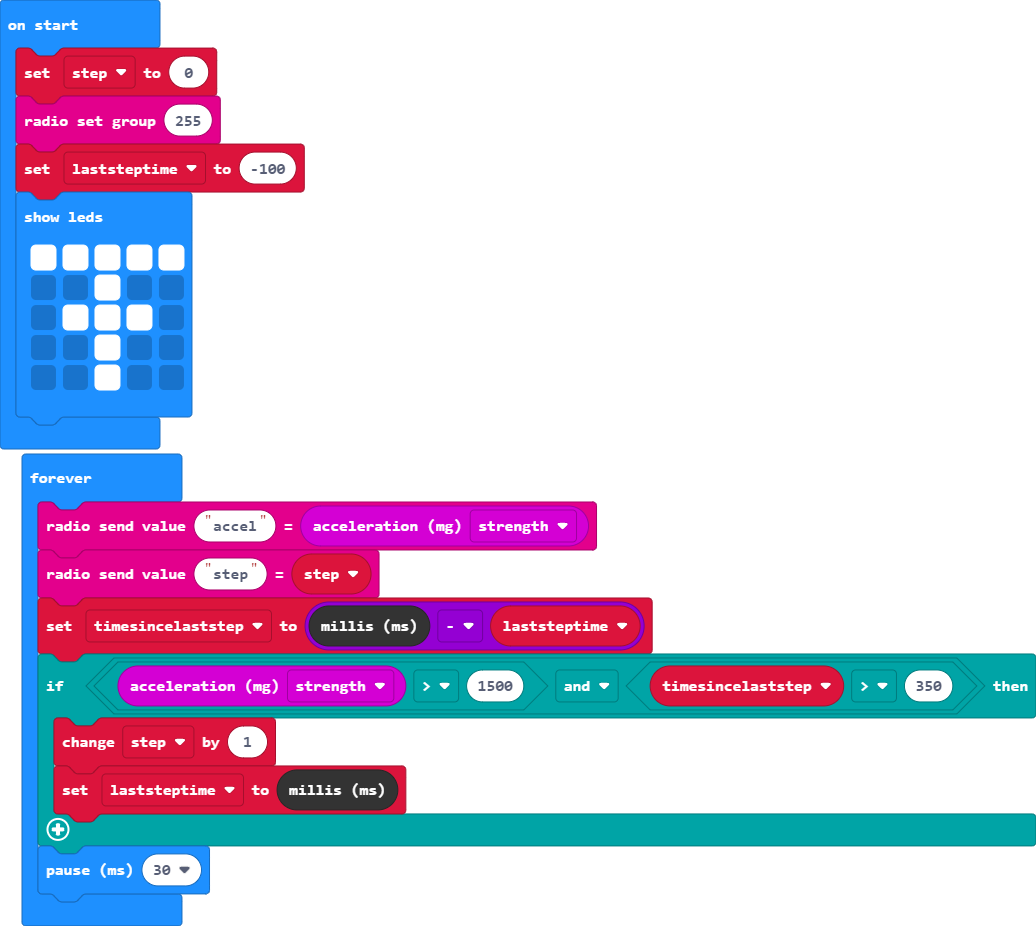 on start
set step to 0
radio set group 255
set laststeptime to -100
show leds
forever
radio send value "accel" = acceleration (mg) strength
radio send value "step" = step
set timesincelaststep to millis (ms) - laststeptime
if acceleration (mg) strength > 1500 and timesincelaststep > 350 then
change step by 1
set laststeptime to millis (ms)
pause (ms) 30